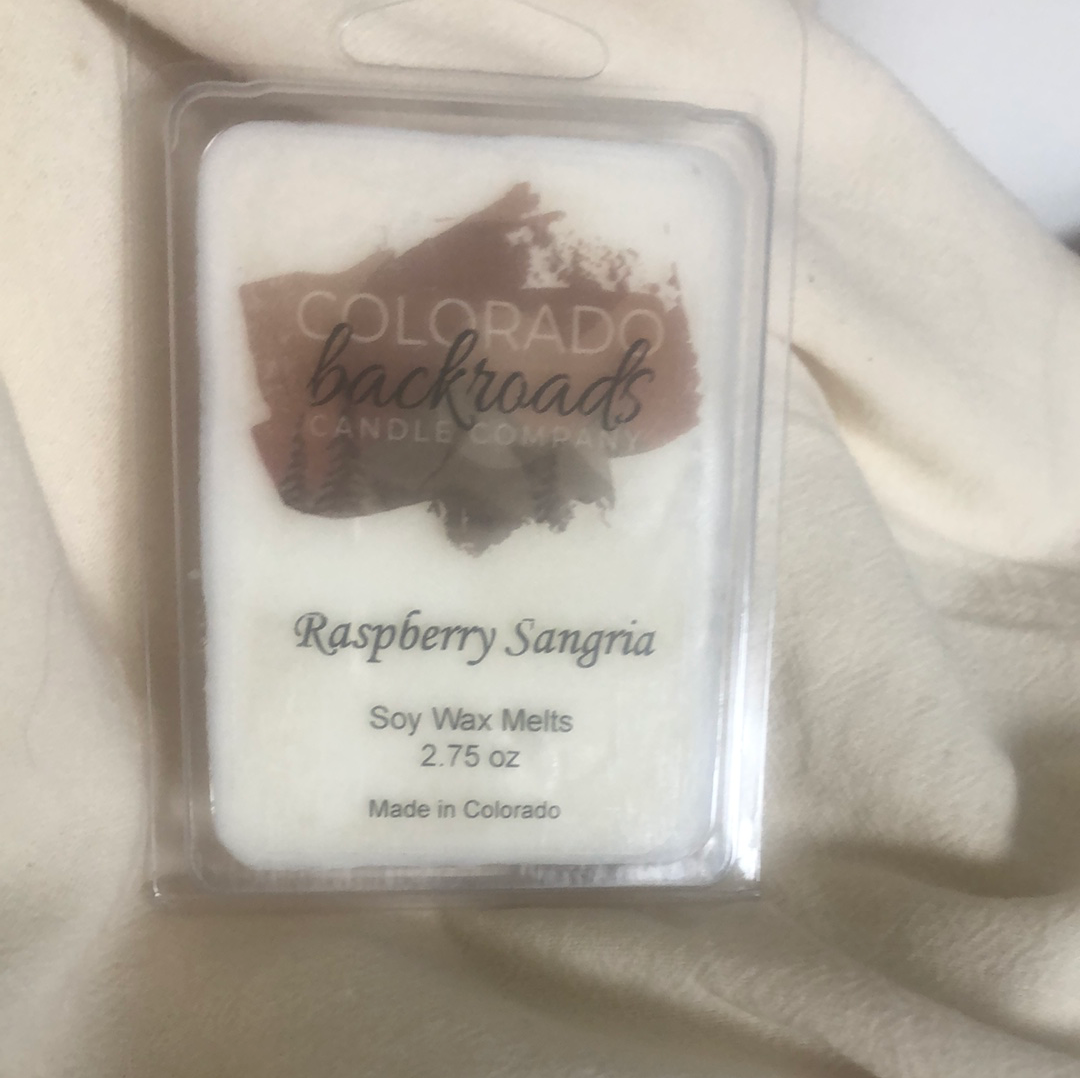 COLORADO
backroads
CANDLE COMPANY
Raspberry Sangria
Soy Wax Melts
2.75 oz
Made in Colorado